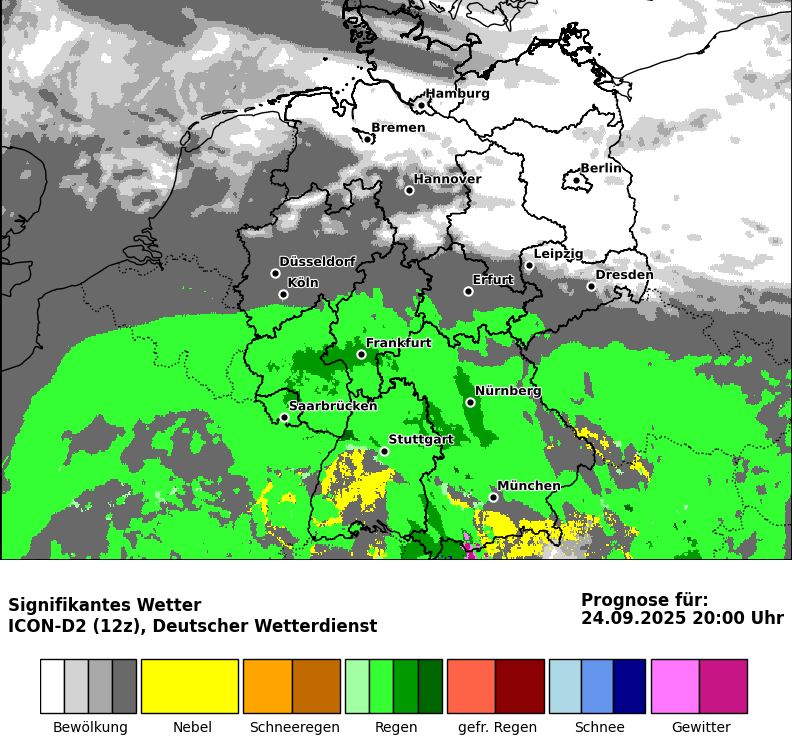 Hamburg
Bremen
Berlin
Hannover
Leipzig
Düsseldorf
Dresden
Köln
Erfurt
Frankfurt
Nürnberg
Saarbrücken
Stuttgart
München
Signifikantes Wetter
ICON-D2 (12z), Deutscher Wetterdienst
Prognose für:
24.09.2025 20:00 Uhr
Bewölkung
Nebel
Schneeregen
Regen
gefr. Regen
Schnee
Gewitter